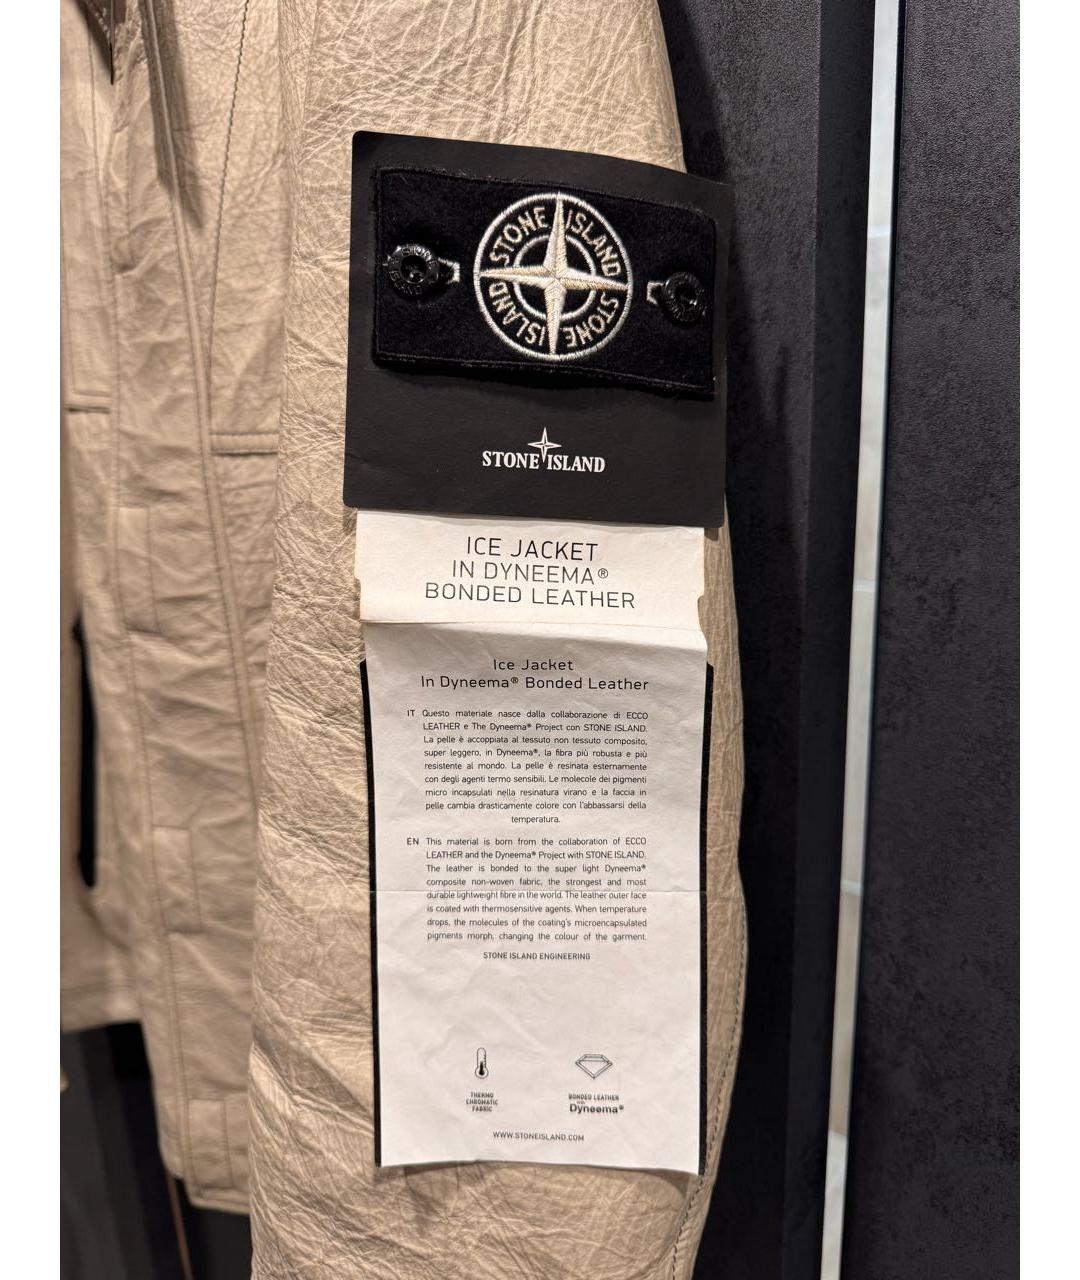 STONE ISLAND
STONE ISLAND
STONE ISLAND
ICE JACKET
IN DYNEEMA®
BONDED LEATHER
Ice Jacket
In Dyneema® Bonded Leather
IT Questo materiale nasce dalla collaborazione di ECCO
LEATHER e The Dyneema® Project con STONE ISLAND.
La pelle è accoppiata al tessuto non tessuto composito,
super leggero, in Dyneema®, la fibra più robusta e più
resistente al mondo. La pelle è resinata esternamente
con degli agenti termo sensibili. Le molecole dei pigmenti
micro incapsulati nella resinatura virano e la faccia in
pelle cambia drasticamente colore con l'abbassarsi della
temperatura.
EN This material is born from the collaboration of ECCO
LEATHER and the Dyneema® Project with STONE ISLAND.
The leather is bonded to the super light Dyneema®
composite non-woven fabric, the strongest and most
durable lightweight fibre in the world. The leather outer face
is coated with thermosensitive agents. When temperature
drops, the molecules of the coating's microencapsulated
pigments morph, changing the colour of the garment.
STONE ISLAND ENGINEERING
THERMO
CHROMATIC
FABRIC
BONDED LEATHER
with
Dyneema®
WWW.STONEISLAND.COM